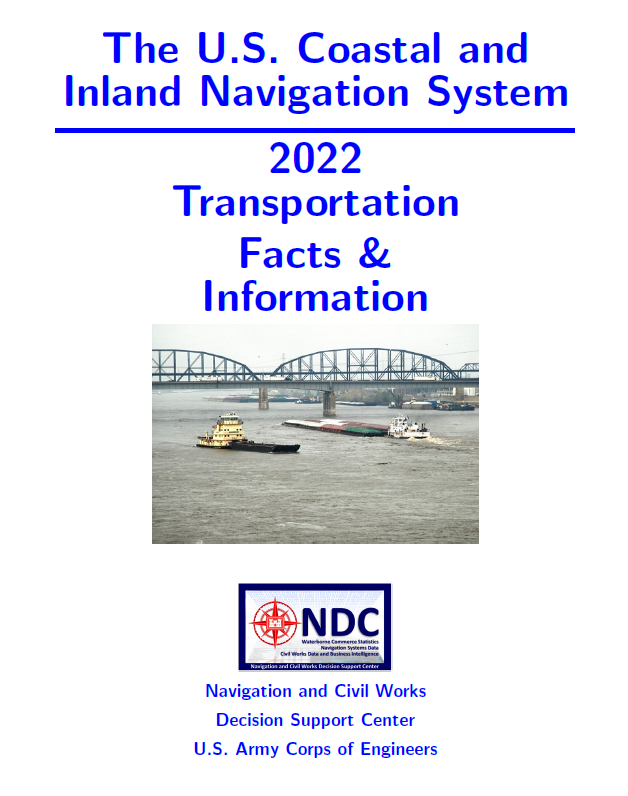 The U.S. Coastal and
Inland Navigation System
2022
Transportation
Facts &
Information
NDC
Waterborne Commerce Statistics
Navigation Systems Data
Civil Works Data and Business Intelligence
Navigation and Civil Works Decision Support Center
Navigation and Civil Works
Decision Support Center
U.S. Army Corps of Engineers